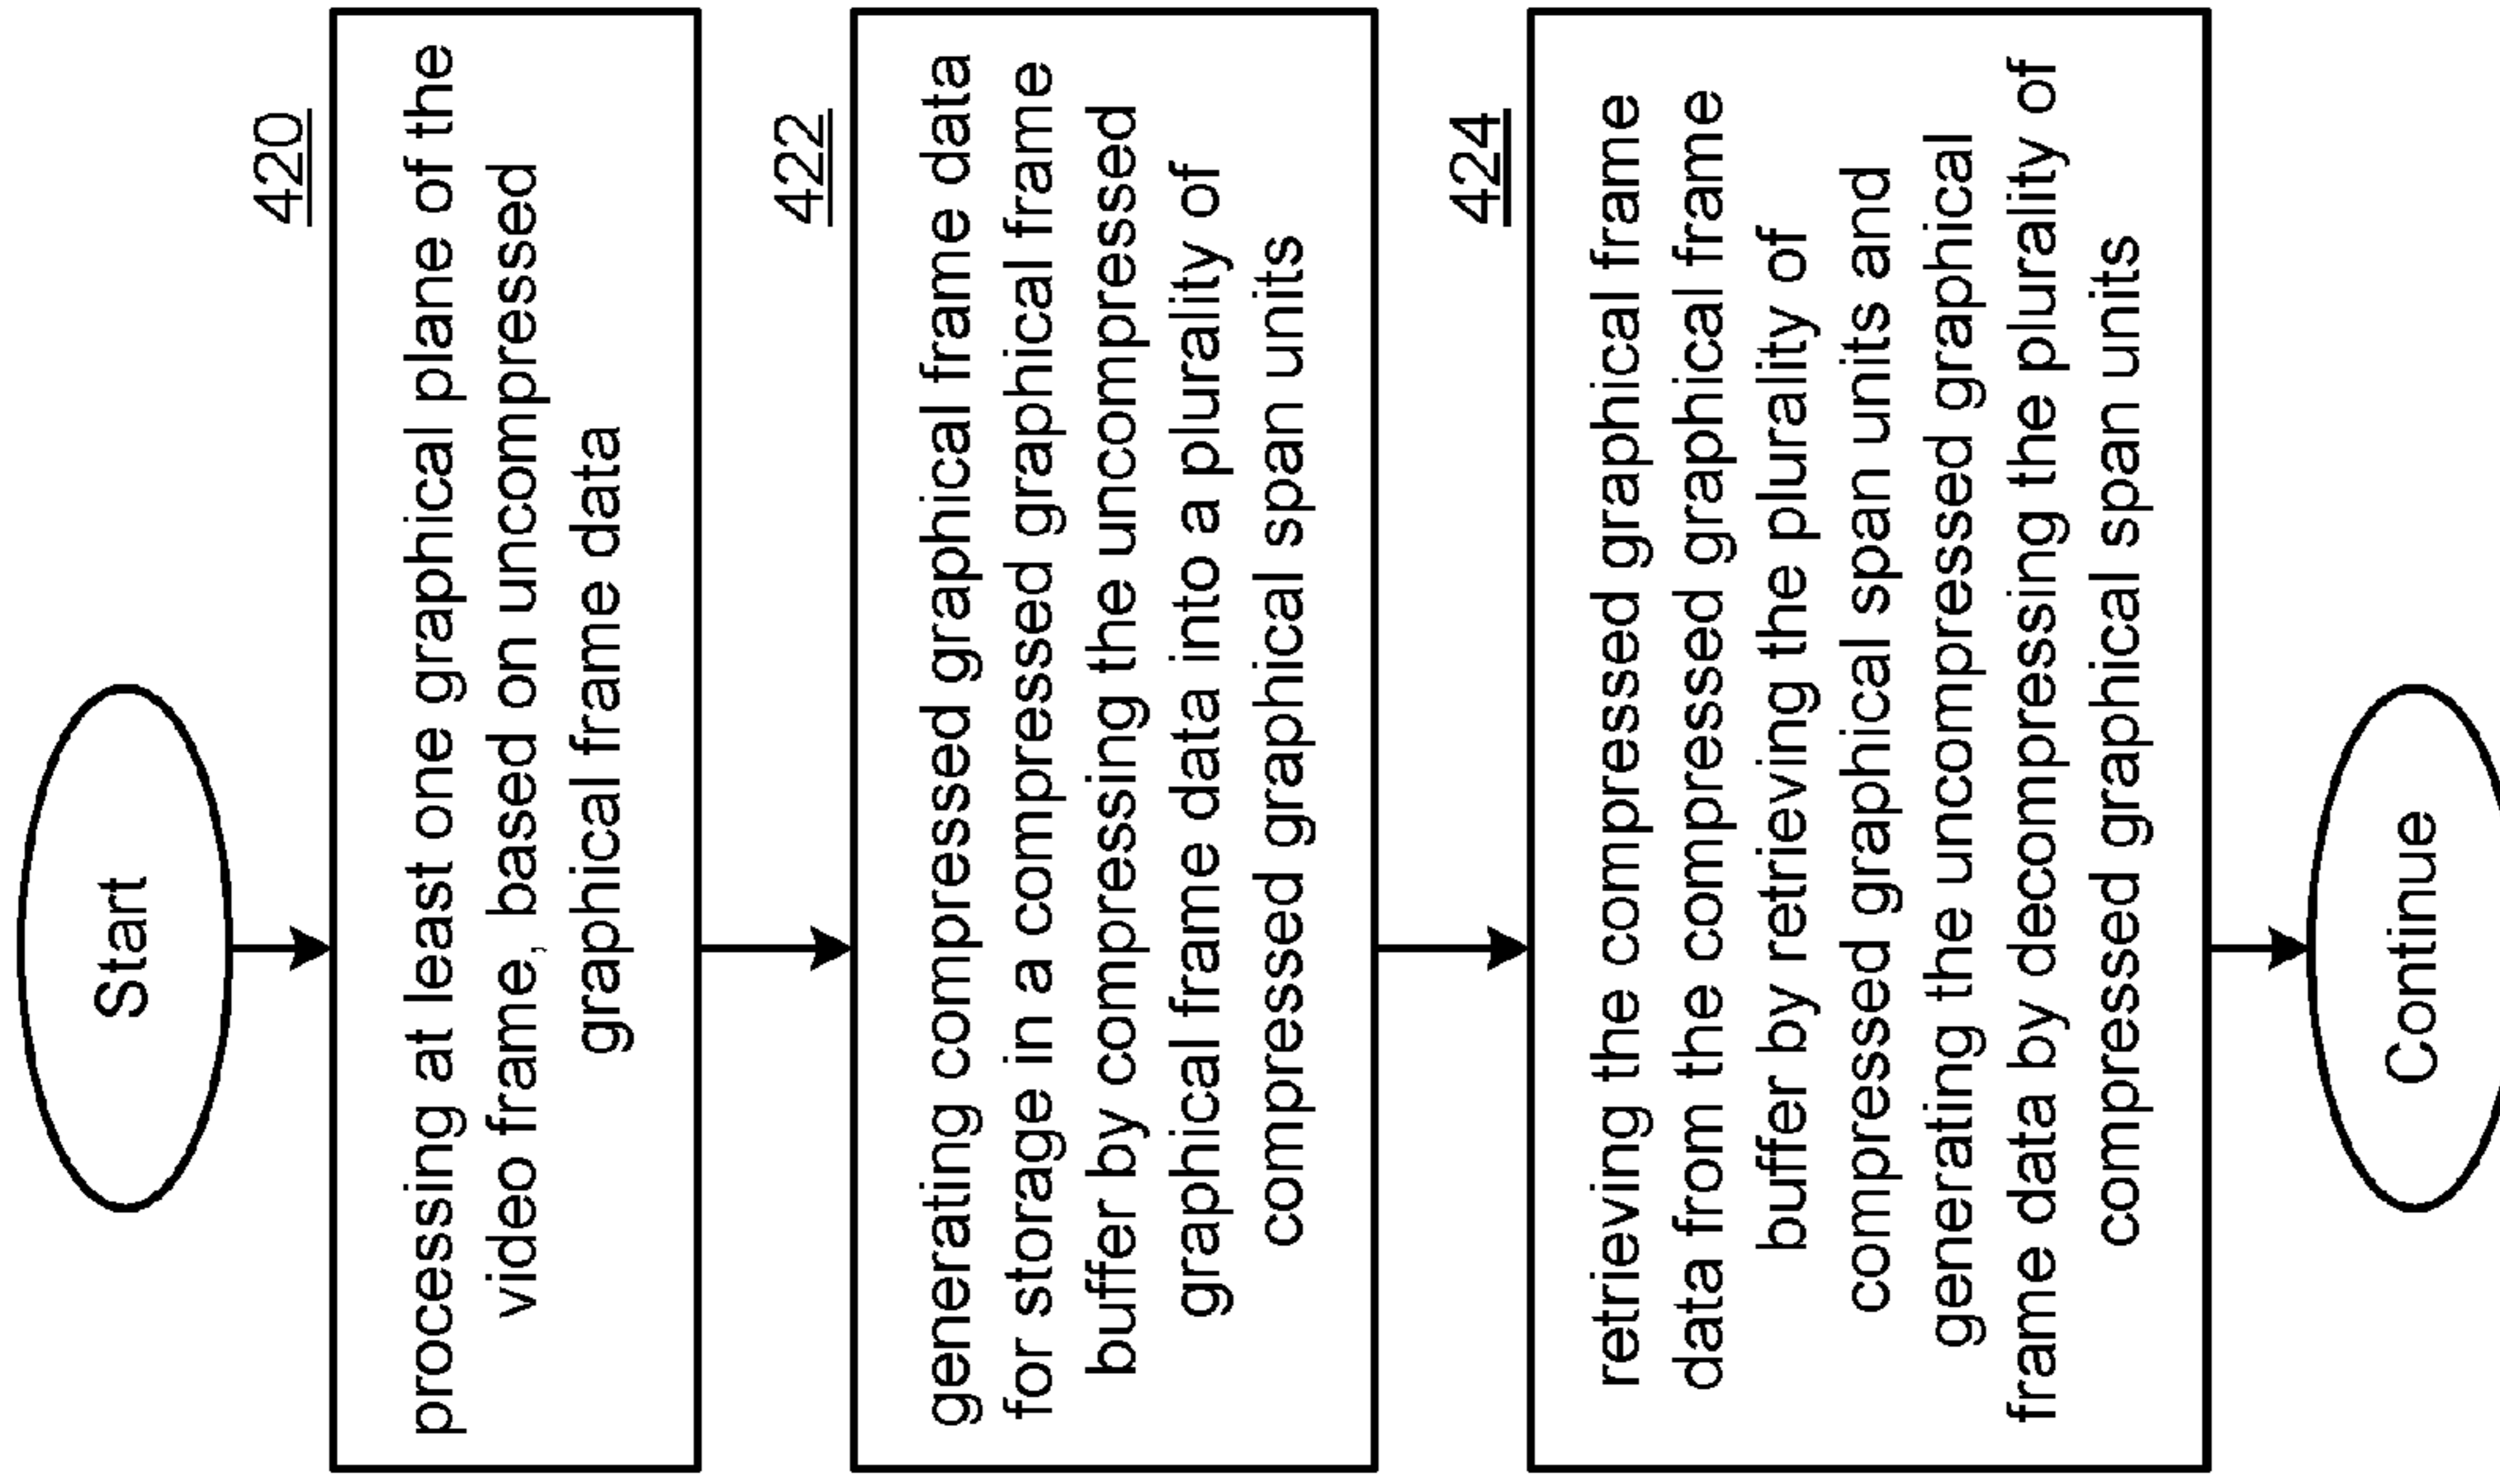 Start
420
processing at least one graphical plane of the
video frame, based on uncompressed
graphical frame data
422
generating compressed graphical frame data
for storage in a compressed graphical frame
buffer by compressing the uncompressed
graphical frame data into a plurality of
compressed graphical span units
424
retrieving the compressed graphical frame
data from the compressed graphical frame
buffer by retrieving the plurality of
compressed graphical span units and
generating the uncompressed graphical
frame data by decompressing the plurality of
compressed graphical span units
Continue